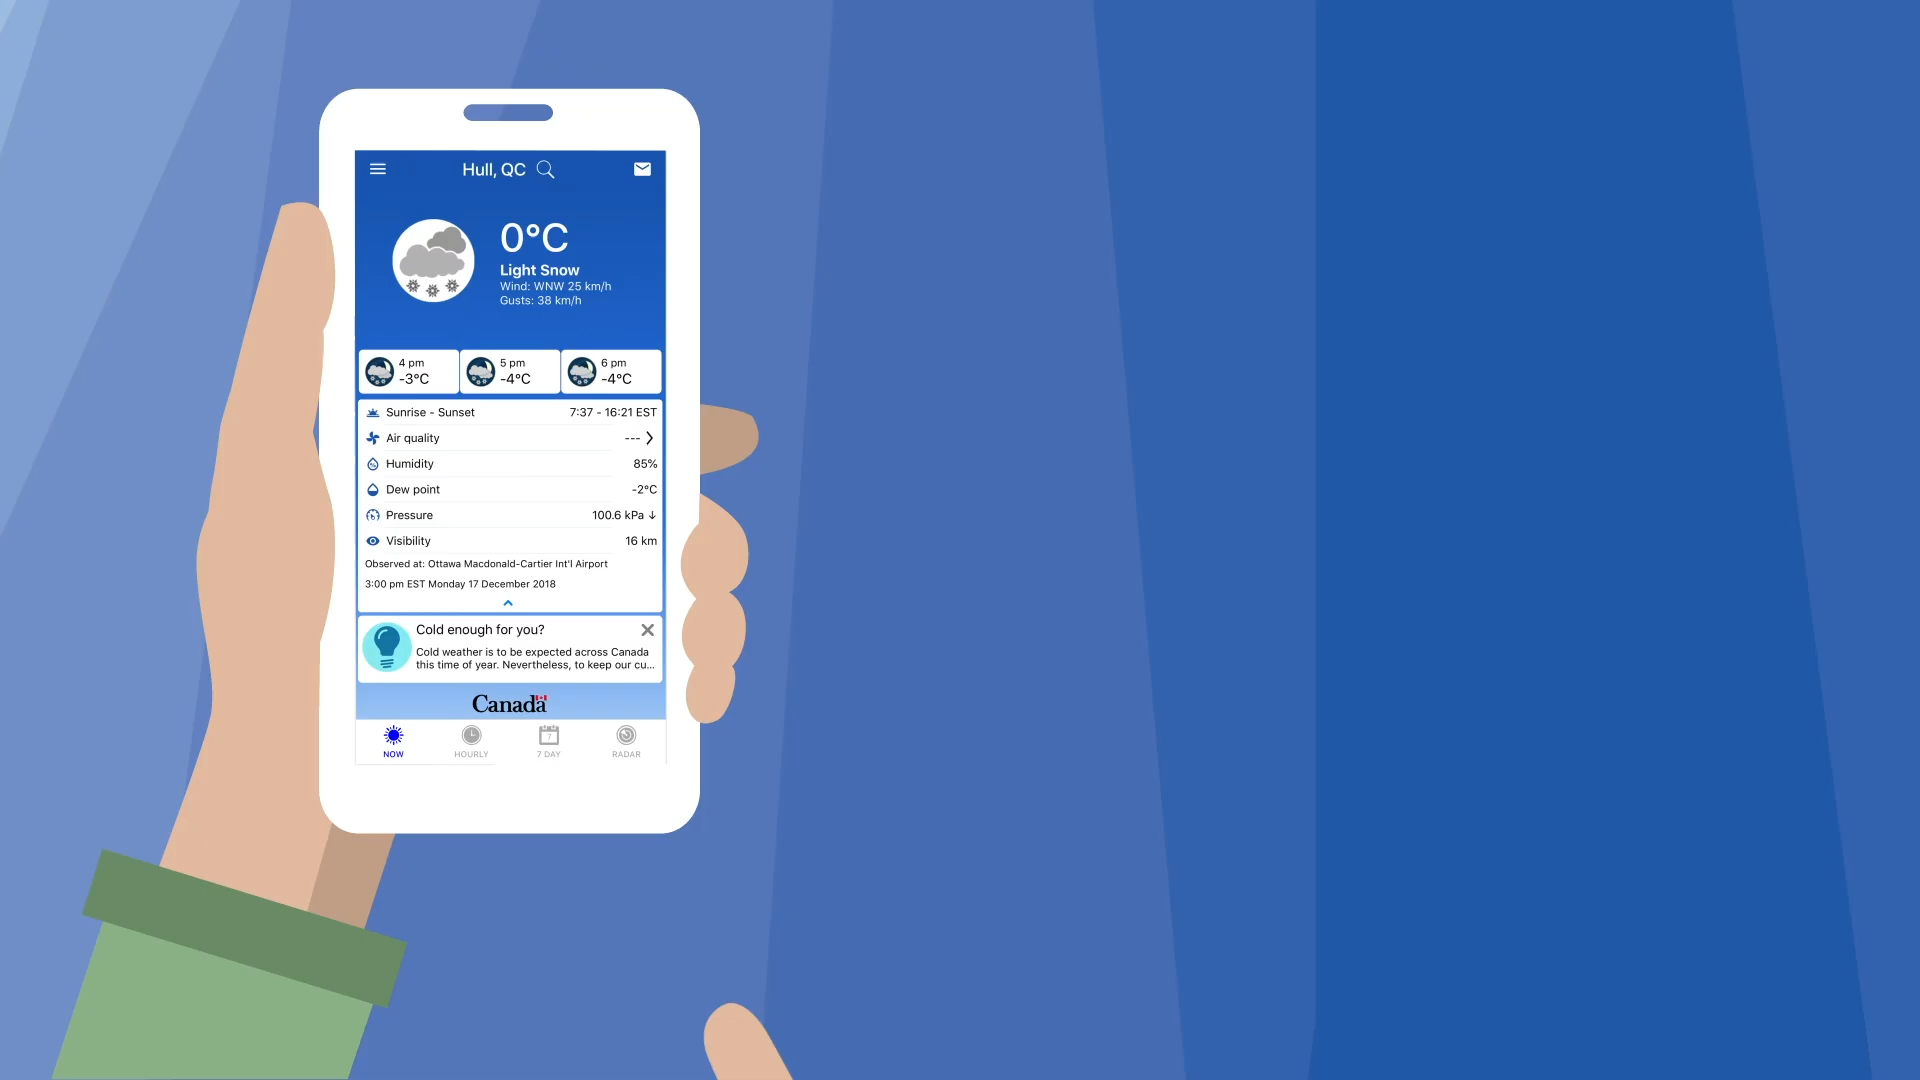 Hull, QC
0°C
Light Snow
Wind: WNW 25 km/h
Gusts: 38 km/h
4 pm
-3°C
5 pm
-4°C
6 pm
-4°C
Sunrise - Sunset 7:37 - 16:21 EST
Air quality ---
Humidity 85%
Dew point -2°C
Pressure 100.6 kPa ↓
Visibility 16 km
Observed at: Ottawa Macdonald-Cartier Int'l Airport
3:00 pm EST Monday 17 December 2018
Cold enough for you?
Cold weather is to be expected across Canada
this time of year. Nevertheless, to keep our cu...
Canada
7
NOW HOURLY 7 DAY RADAR